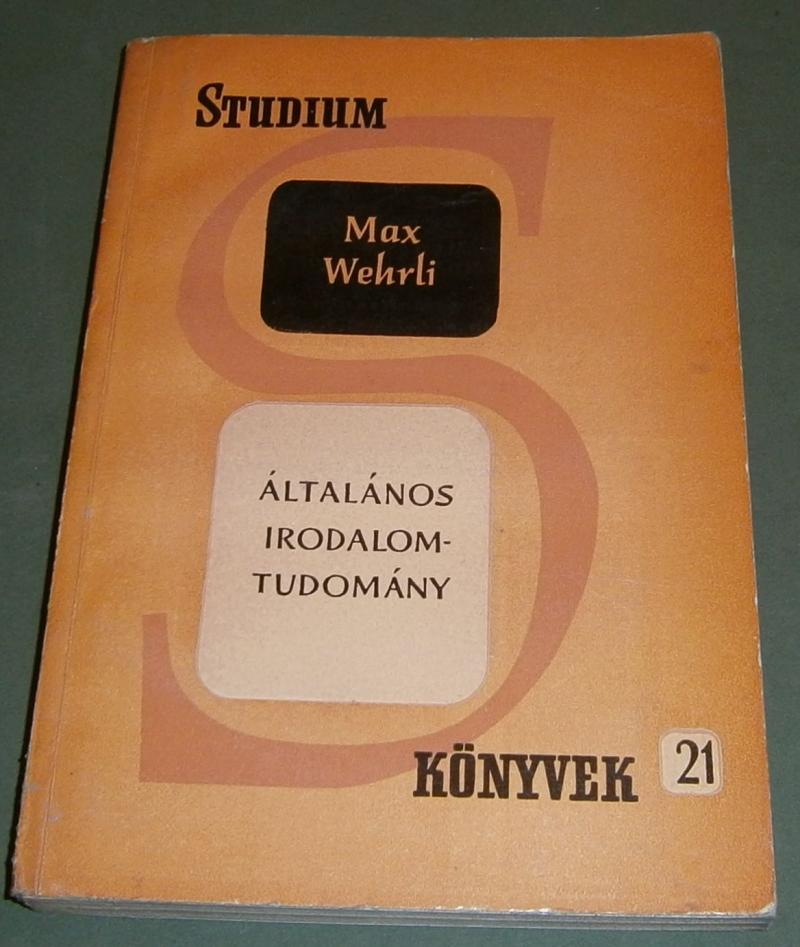 STUDIUM
Max
Wehrli
ÁLTALÁNOS
IRODALOM-
TUDOMÁNY
KÖNYVEK 21